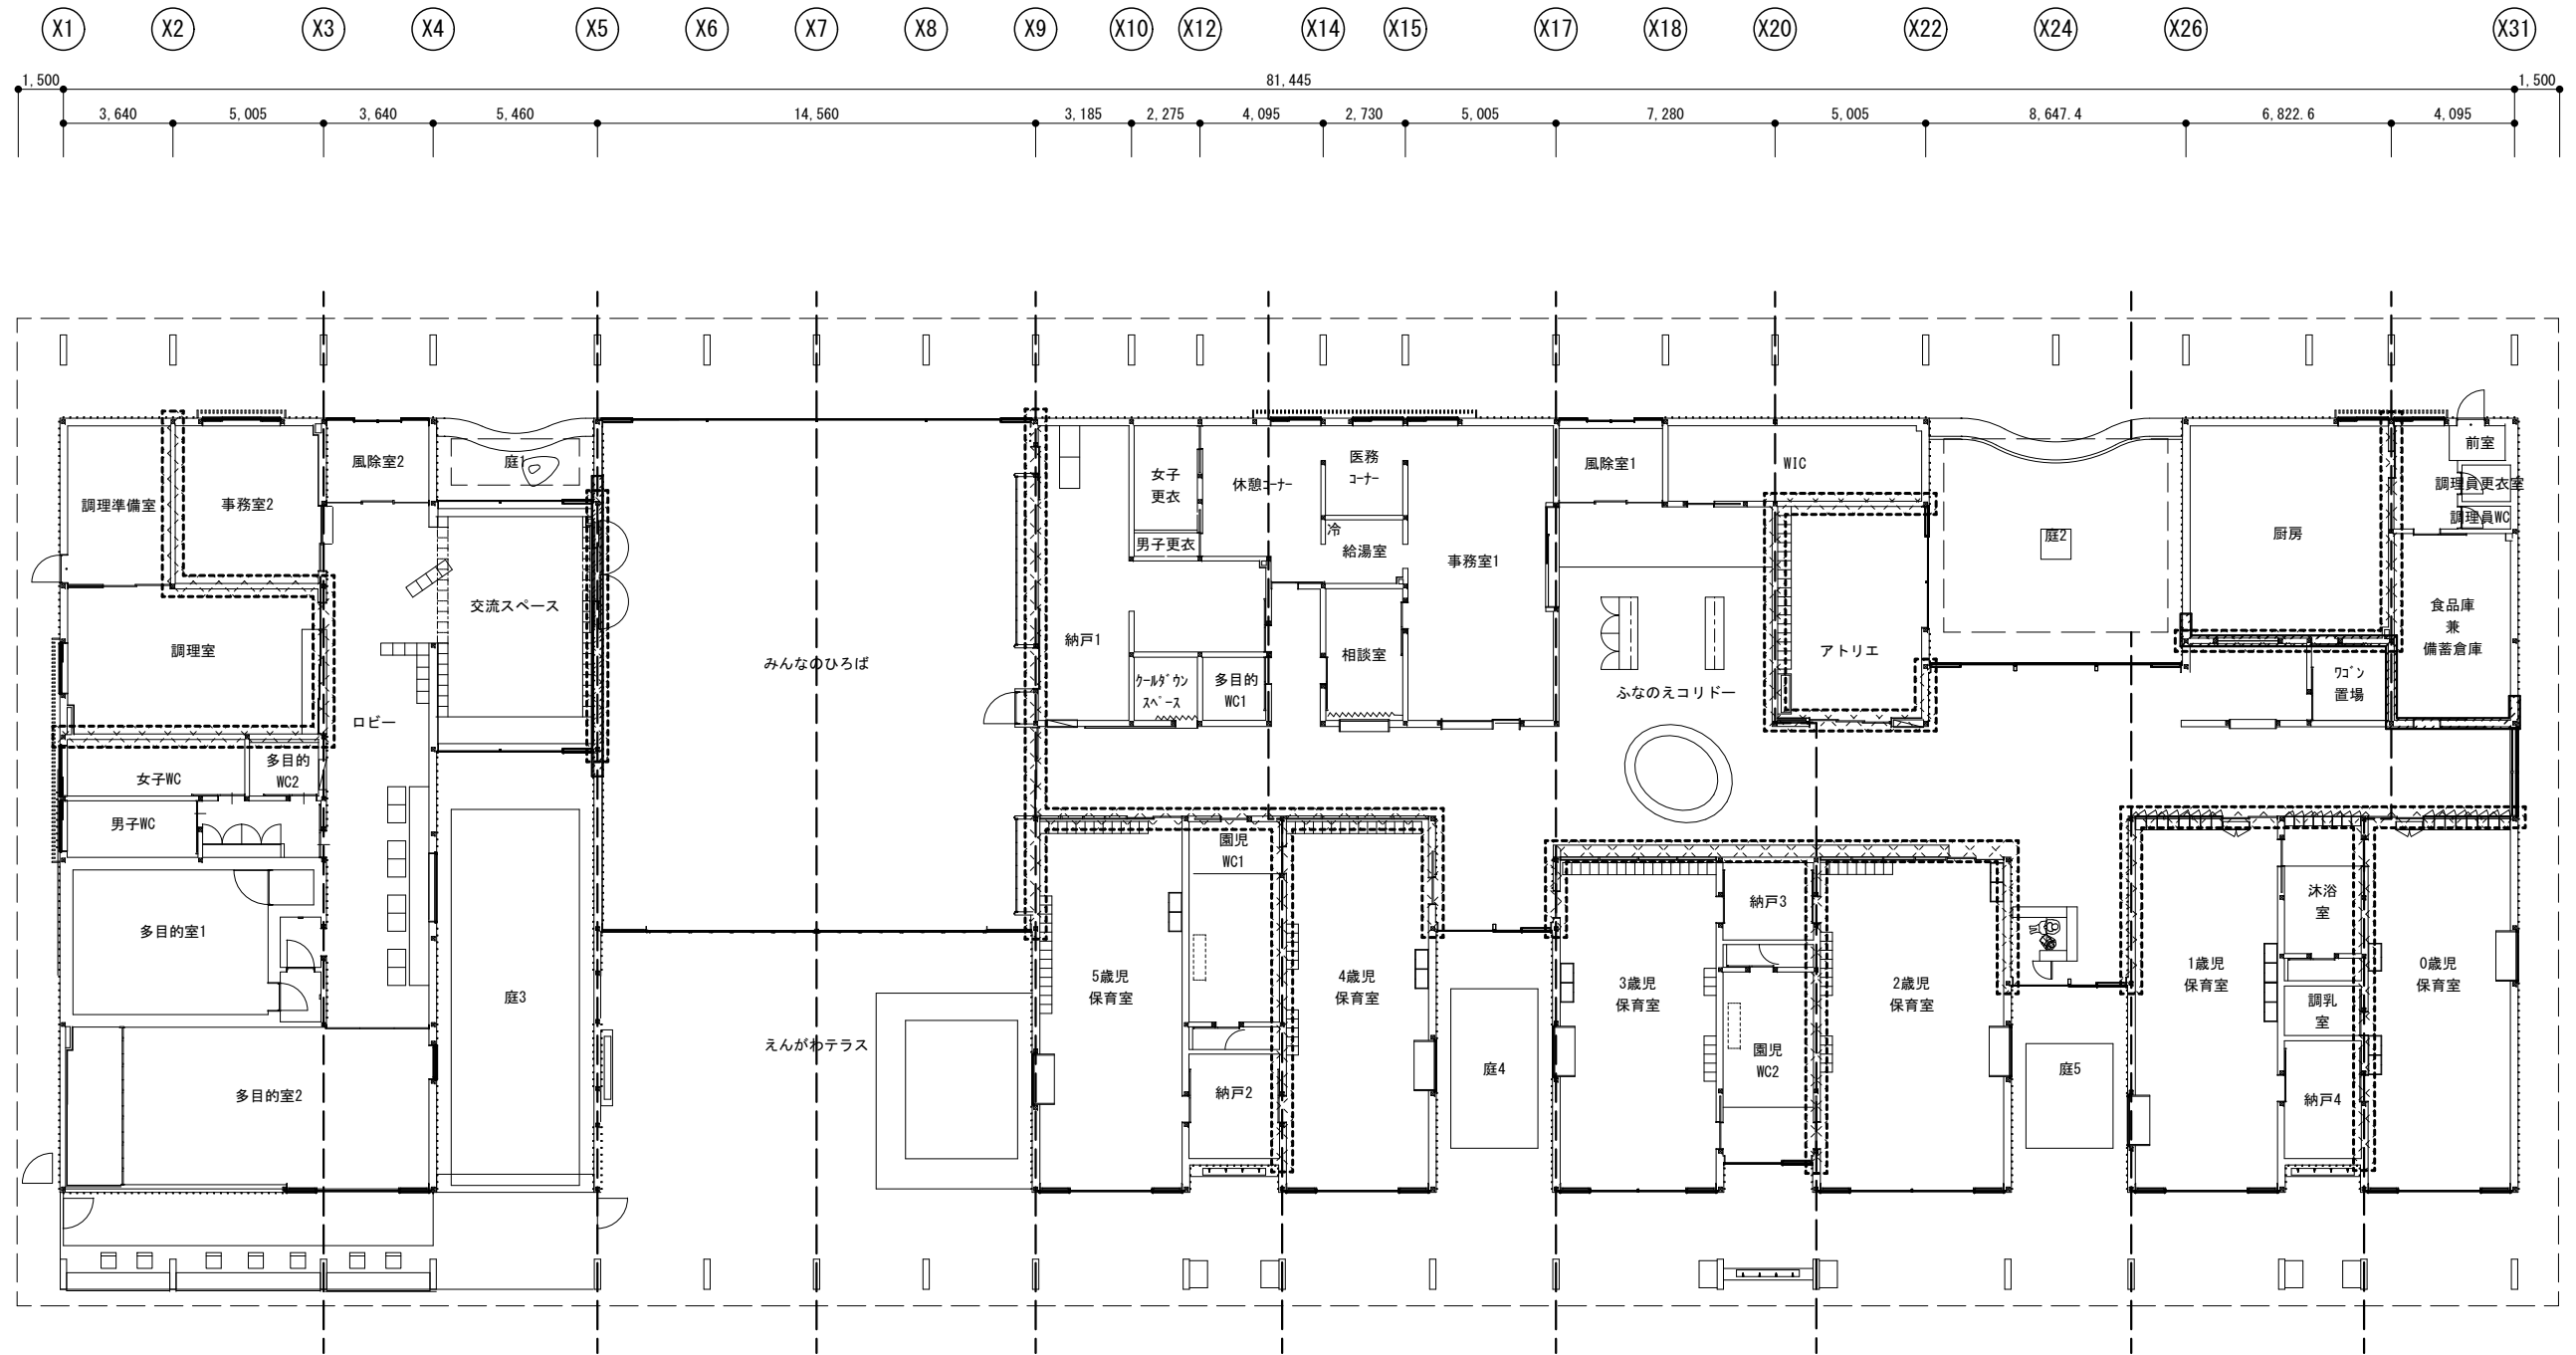 X1 X2 X3 X4 X5 X6 X7 X8 X9 X10 X12 X14 X15 X17 X18 X20 X22 X24 X26 X31
1,500 81,445 1,500
3,640 5,005 3,640 5,460 14,560 3,185 2,275 4,095 2,730 5,005 7,280 5,005 8,647.4 6,822.6 4,095
調理準備室
事務室2
風除室2
庭1
調理室
ロビー
交流スペース
みんなのひろば
女子WC
多目的
WC2
男子WC
多目的室1
多目的室2
庭3
えんがわテラス
納戸1
女子
更衣
男子更衣
休憩ｺｰﾅｰ
医務
ｺｰﾅｰ
冷
給湯室
相談室
事務室1
ｸｰﾙﾀﾞｳﾝ
ｽﾍﾟｰｽ
多目的
WC1
風除室1
WIC
ふなのえコリドー
アトリエ
庭2
厨房
前室
調理員更衣室
調理員WC
食品庫
兼
備蓄倉庫
ﾜｺﾞﾝ
置場
5歳児
保育室
園児
WC1
納戸2
4歳児
保育室
庭4
3歳児
保育室
納戸3
園児
WC2
2歳児
保育室
庭5
1歳児
保育室
沐浴
室
調乳
室
納戸4
0歳児
保育室